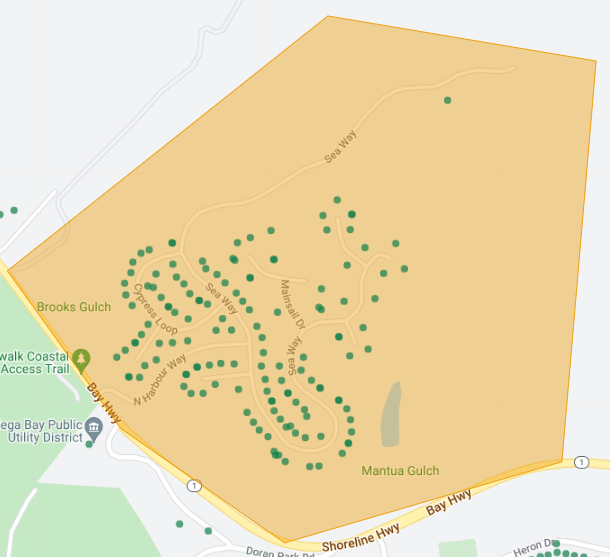 Sea Way
Brooks Gulch
Cypress Loop
Sea Way
Mainsail Dr
Sea Way
N Harbour Way
walk Coastal
Access Trail
Bay Hwy
ega Bay Public
Utility District
Mantua Gulch
1
1
Bay Hwy
Shoreline Hwy
Doran Park Rd
Heron Dr